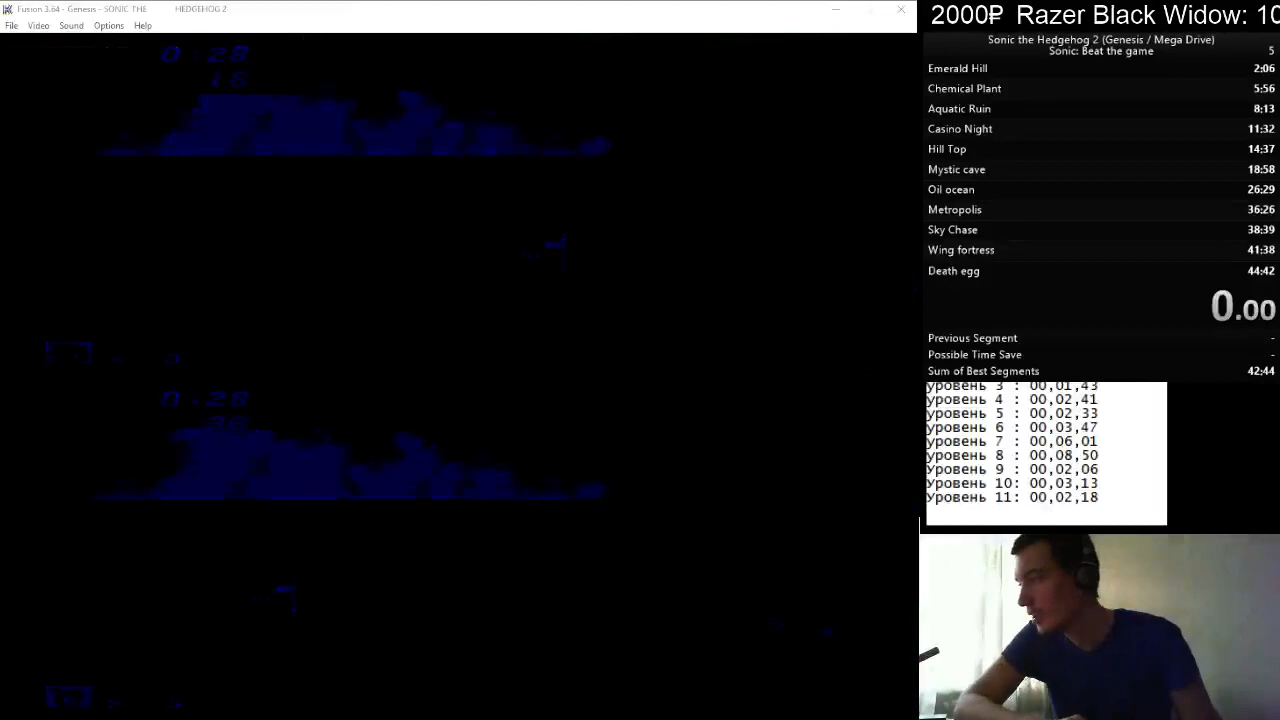 Fusion 3.64 - Genesis - SONIC THE HEDGEHOG 2
File Video Sound Options Help
0:28
16
0:28
36
2000₽ Razer Black Widow: 10
Sonic the Hedgehog 2 (Genesis / Mega Drive)
Sonic: Beat the game 5
Emerald Hill 2:06
Chemical Plant 5:56
Aquatic Ruin 8:13
Casino Night 11:32
Hill Top 14:37
Mystic cave 18:58
Oil ocean 26:29
Metropolis 36:26
Sky Chase 38:39
Wing fortress 41:38
Death egg 44:42
0.00
Previous Segment -
Possible Time Save -
Sum of Best Segments 42:44
уровень 3 : 00,01,43
уровень 4 : 00,02,41
уровень 5 : 00,02,33
уровень 6 : 00,03,47
уровень 7 : 00,06,01
уровень 8 : 00,08,50
Уровень 9 : 00,02,06
Уровень 10: 00,03,13
Уровень 11: 00,02,18